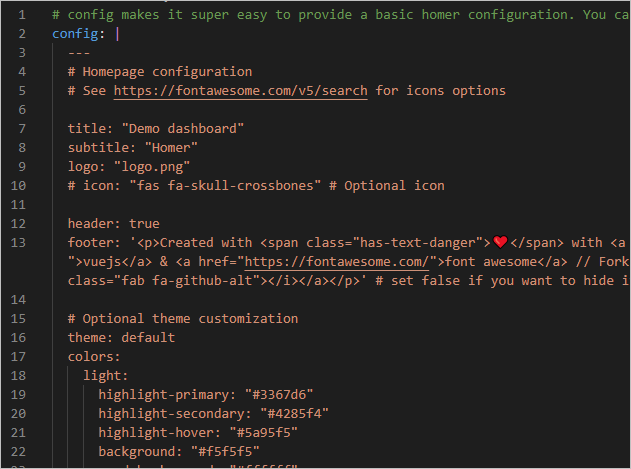 1 # config makes it super easy to provide a basic homer configuration. You ca
2 config: |
3 ---
4 # Homepage configuration
5 # See https://fontawesome.com/v5/search for icons options
6
7 title: "Demo dashboard"
8 subtitle: "Homer"
9 logo: "logo.png"
10 # icon: "fas fa-skull-crossbones" # Optional icon
11
12 header: true
13 footer: '<p>Created with <span class="has-text-danger">❤️</span> with <a
">vuejs</a> & <a href="https://fontawesome.com/">font awesome</a> // Fork
class="fab fa-github-alt"></i></a></p>' # set false if you want to hide i
14
15 # Optional theme customization
16 theme: default
17 colors:
18 light:
19 highlight-primary: "#3367d6"
20 highlight-secondary: "#4285f4"
21 highlight-hover: "#5a95f5"
22 background: "#f5f5f5"